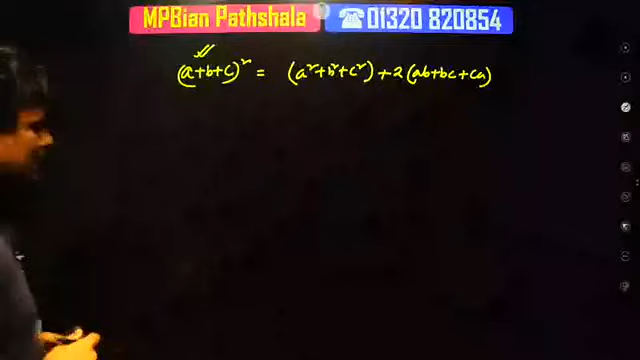 MPBian Pathshala ☎01320 820854
(a+b+c)² = (a²+b²+c²)+2(ab+bc+ca)